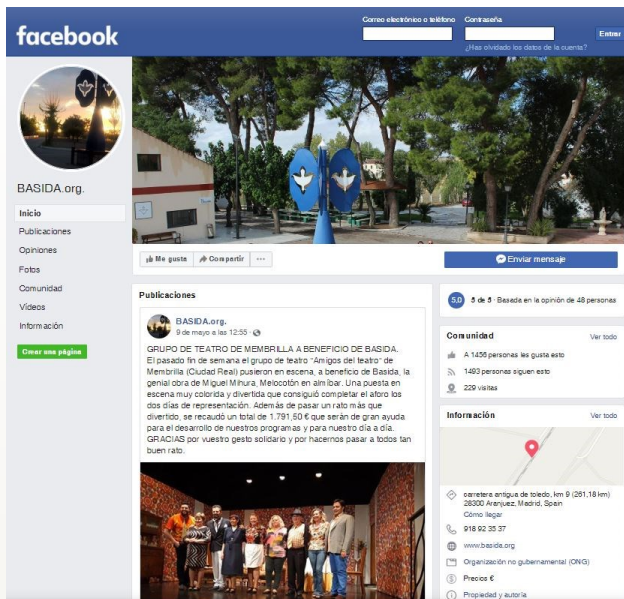 facebook
Correo electrónico o teléfono
Contraseña
Entrar
¿Has olvidado los datos de la cuenta?
BASIDA.org.
Inicio
Publicaciones
Opiniones
Fotos
Comunidad
Vídeos
Información
Crear una página
Me gusta
Compartir
Enviar mensaje
Publicaciones
BASIDA.org.
9 de mayo a las 12:55 ·
GRUPO DE TEATRO DE MEMBRILLA A BENEFICIO DE BASIDA.
El pasado fin de semana el grupo de teatro "Amigos del teatro" de
Membrilla (Ciudad Real) pusieron en escena, a beneficio de Basida, la
genial obra de Miguel Mihura, Melocotón en almíbar. Una puesta en
escena muy colorida y divertida que consiguió completar el aforo los
dos días de representación. Además de pasar un rato más que
divertido, se recaudó un total de 1.791,50 € que serán de gran ayuda
para el desarrollo de nuestros programas y para nuestro día a día.
GRACIAS por vuestro gesto solidario y por hacernos pasar a todos tan
buen rato.
5,0
5 de 5 · Basada en la opinión de 48 personas
Comunidad
Ver todo
A 1456 personas les gusta esto
1493 personas siguen esto
229 visitas
Información
Ver todo
carretera antigua de toledo, km 9 (261,18 km)
28300 Aranjuez, Madrid, Spain
Cómo llegar
918 92 35 37
www.basida.org
Organización no gubernamental (ONG)
Precios €
Propiedad y autoría